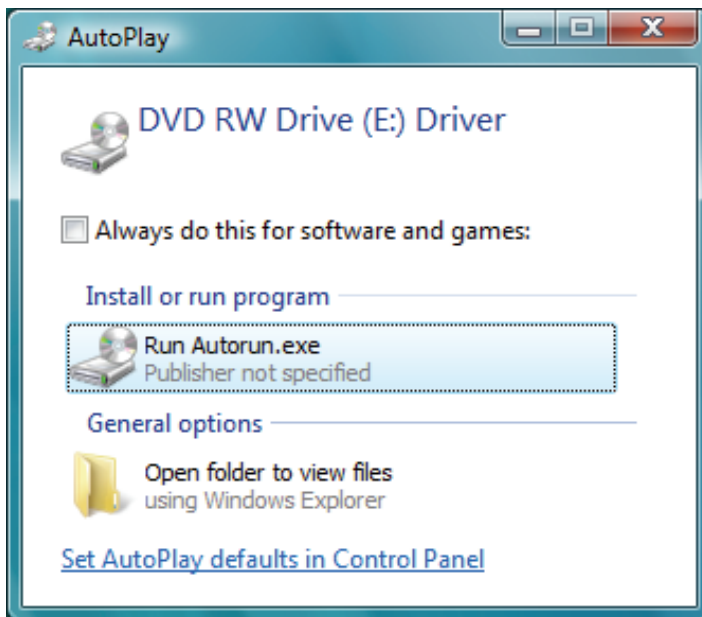 AutoPlay
DVD RW Drive (E:) Driver
Always do this for software and games:
Install or run program
Run Autorun.exe
Publisher not specified
General options
Open folder to view files
using Windows Explorer
Set AutoPlay defaults in Control Panel